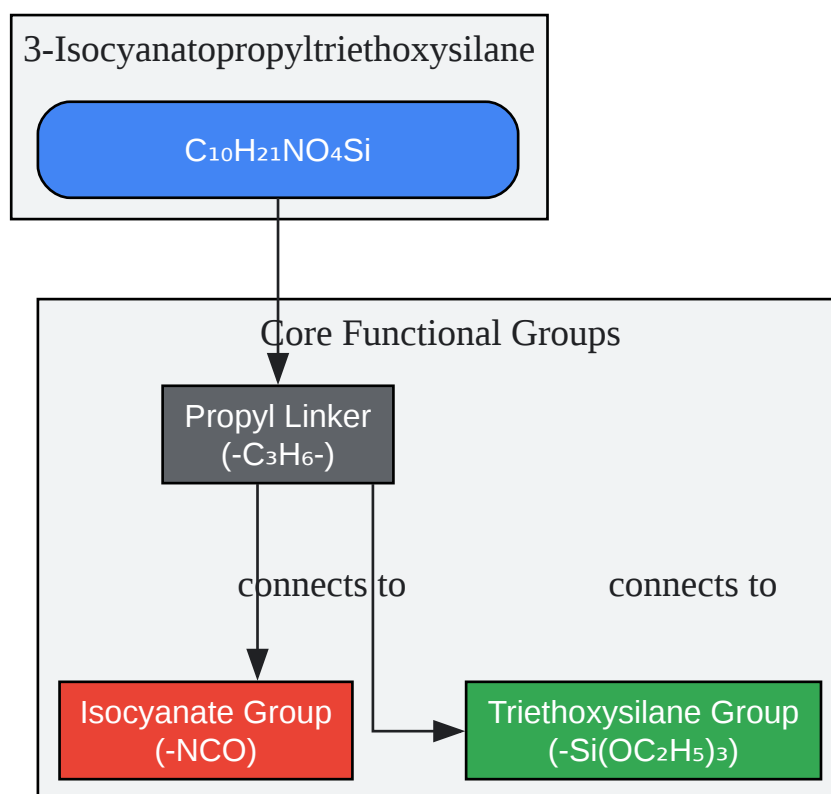 3-Isocyanatopropyltriethoxysilane
C₁₀H₂₁NO₄Si
Core Functional Groups
Propyl Linker
(-C₃H₆-)
connects to
connects to
Isocyanate Group
(-NCO)
Triethoxysilane Group
(-Si(OC₂H₅)₃)